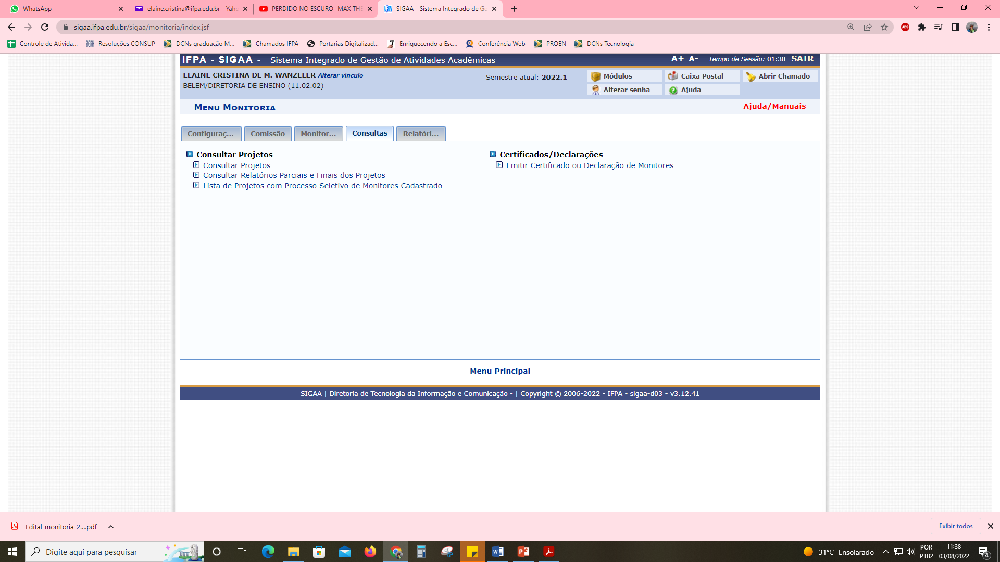 WhatsApp
elaine.cristina@ifpa.edu.br - Yaho
PERDIDO NO ESCURO- MAX THE
SIGAA - Sistema Integrado de Ge
sigaa.ifpa.edu.br/sigaa/monitoria/index.jsf
Controle de Ativida... Resoluções CONSUP DCNs graduação M... Chamados IFPA Portarias Digitalizad... Enriquecendo a Esc... Conferência Web PROEN DCNs Tecnologia
IFPA - SIGAA - Sistema Integrado de Gestão de Atividades Acadêmicas A+ A- Tempo de Sessão: 01:30 SAIR
ELAINE CRISTINA DE M. WANZELER Alterar vínculo
BELEM/DIRETORIA DE ENSINO (11.02.02)
Semestre atual: 2022.1
Módulos Caixa Postal Abrir Chamado
Alterar senha Ajuda
MENU MONITORIA Ajuda/Manuais
Configuraç... Comissão Monitor... Consultas Relatóri...
Consultar Projetos
Consultar Projetos
Consultar Relatórios Parciais e Finais dos Projetos
Lista de Projetos com Processo Seletivo de Monitores Cadastrado
Certificados/Declarações
Emitir Certificado ou Declaração de Monitores
Menu Principal
SIGAA | Diretoria de Tecnologia da Informação e Comunicação - | Copyright © 2006-2022 - IFPA - sigaa-d03 - v3.12.41
Edital_monitoria_2....pdf Exibir todos
Digite aqui para pesquisar
31°C Ensolarado
POR
PTB2
11:38
03/08/2022
4